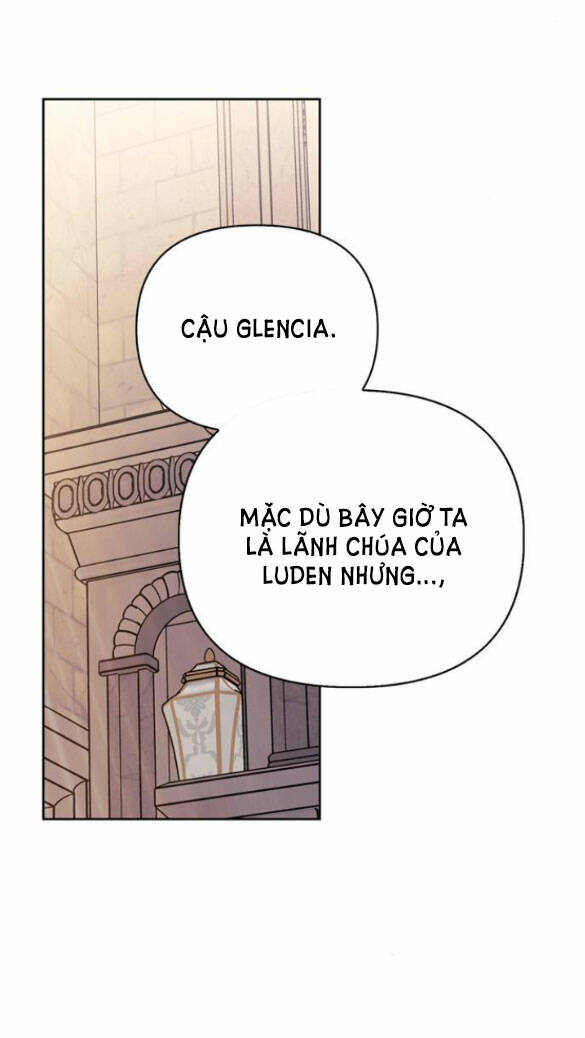 CẬU GLENCIA.
MẶC DÙ BÂY GIỜ TA
LÀ LÃNH CHÚA CỦA
LUDEN NHƯNG...,